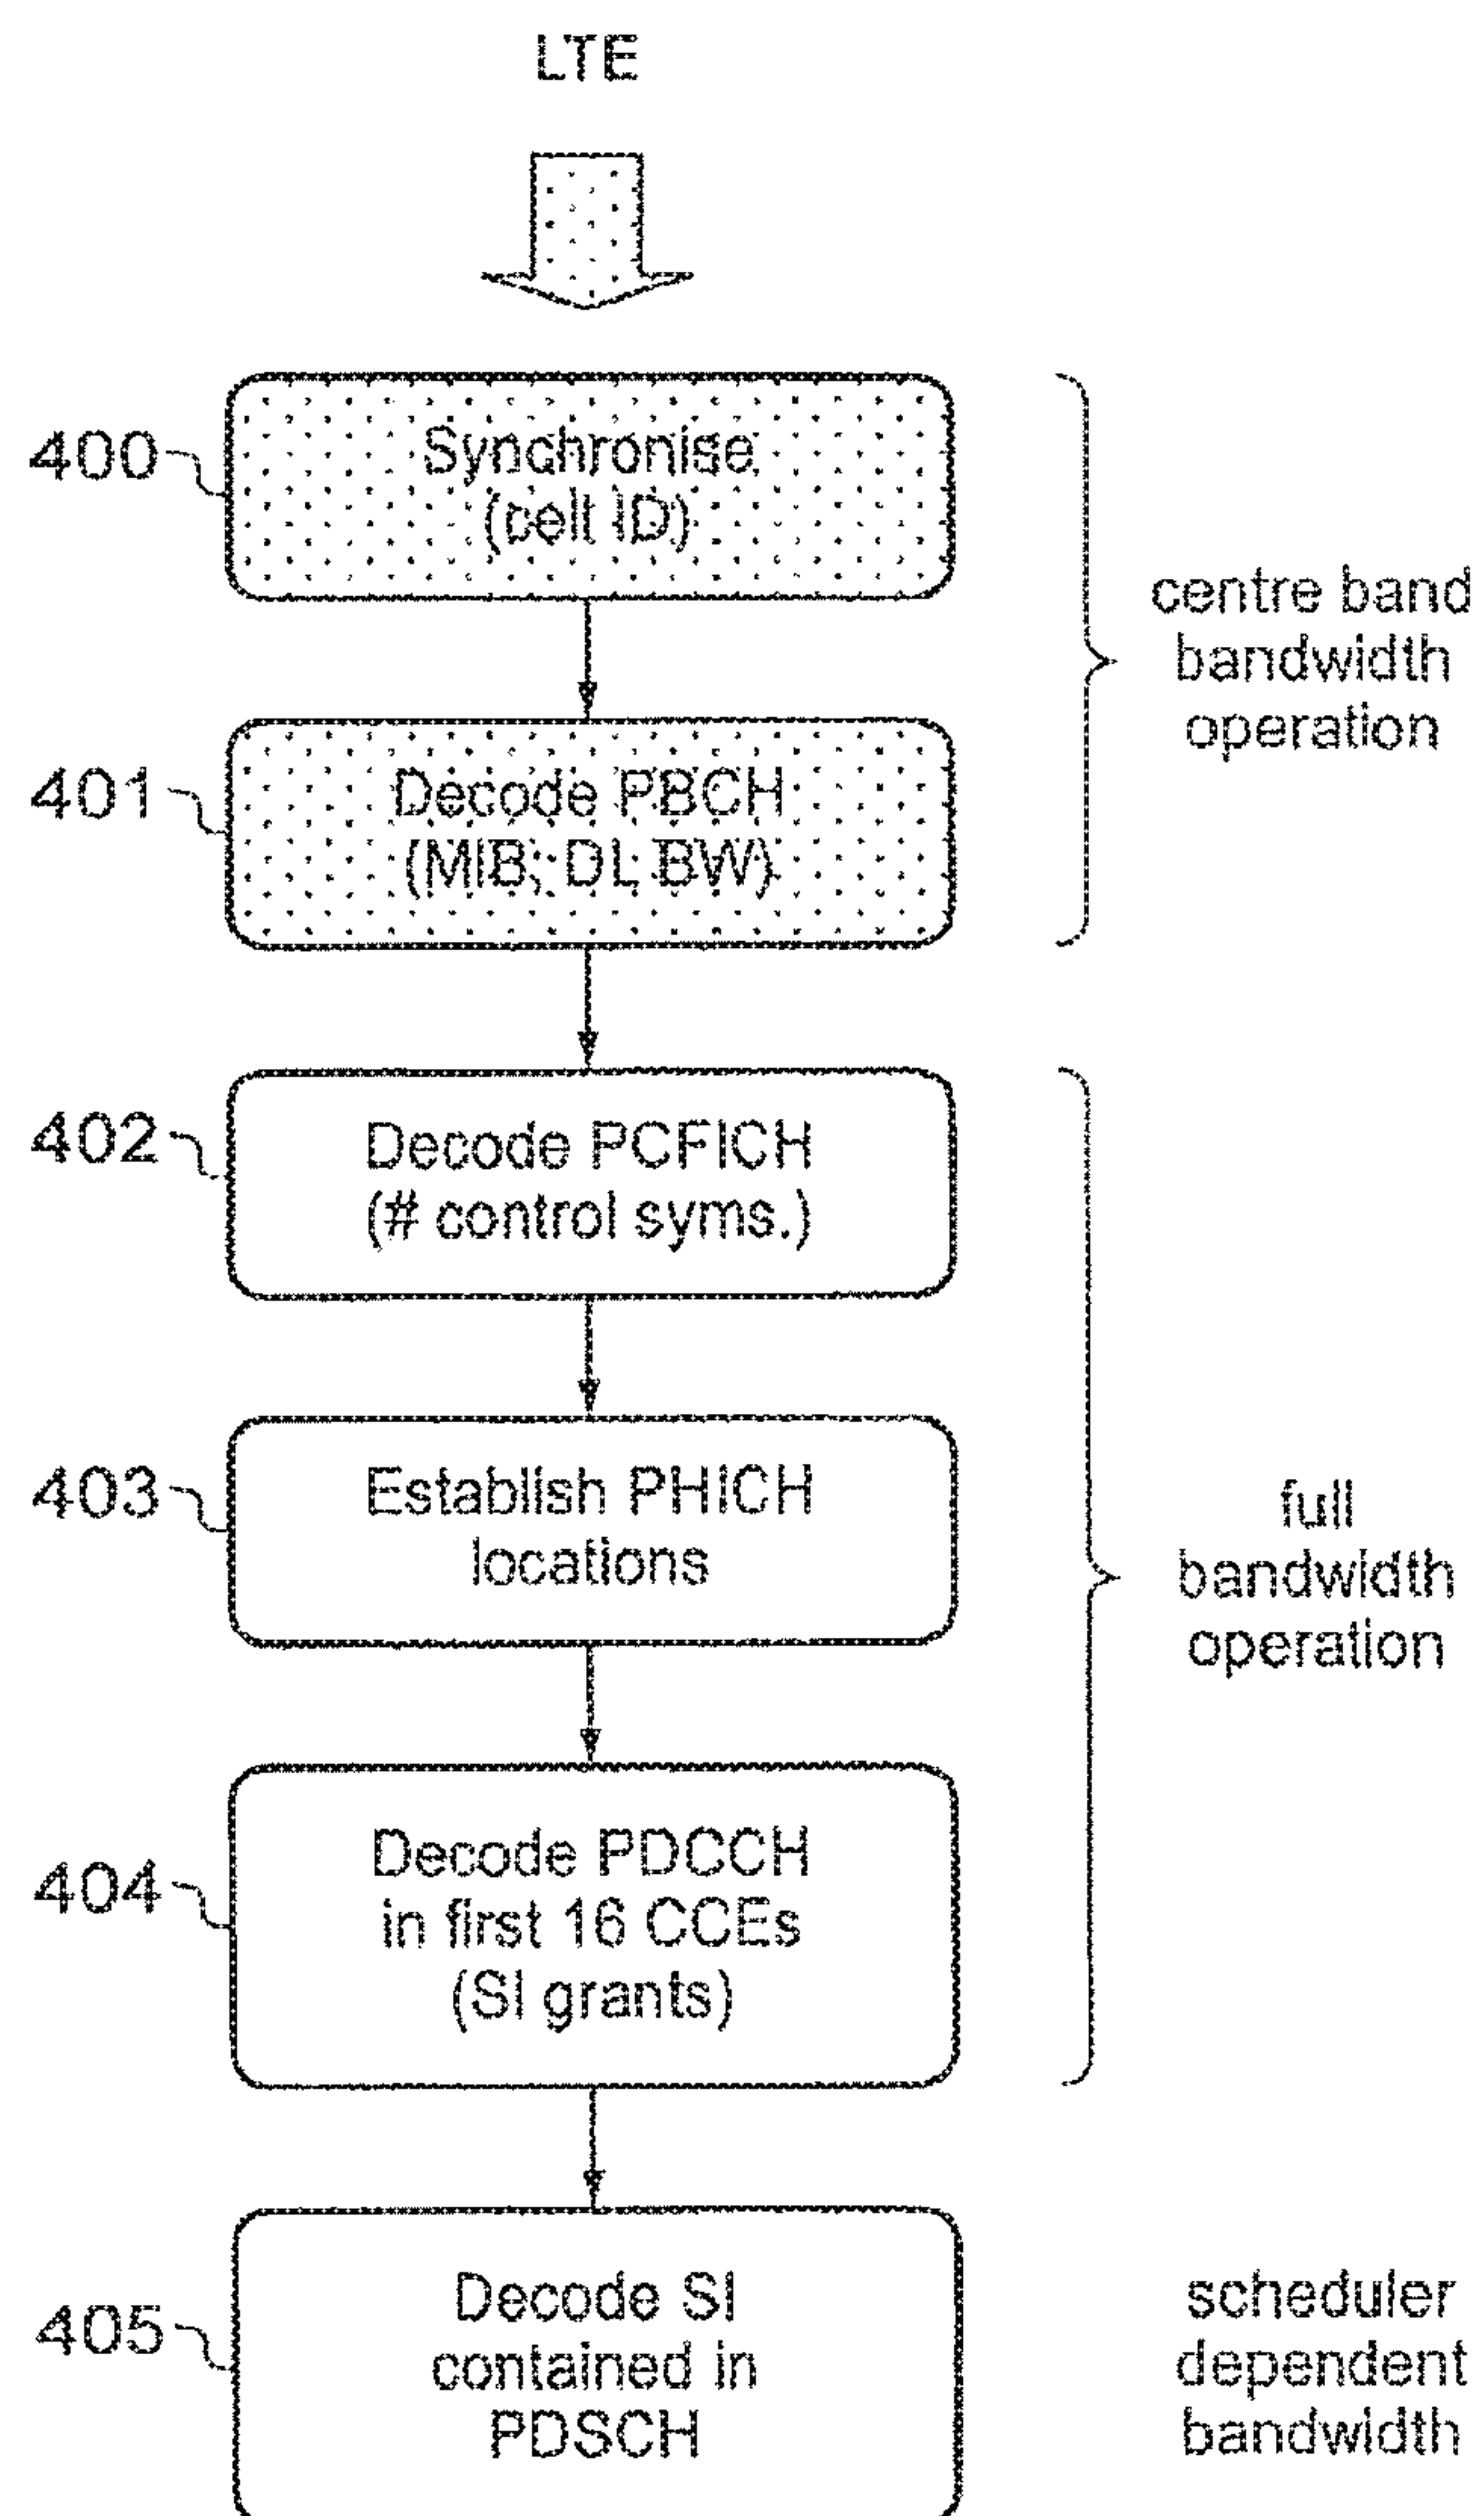 LTE
400
Synchronise
(cell ID)
centre band
bandwidth
operation
401
Decode PBCH
(MIB; DL BW)
402
Decode PCFICH
(# control syms.)
403
Establish PHICH
locations
full
bandwidth
operation
404
Decode PDCCH
in first 16 CCEs
(SI grants)
405
Decode SI
contained in
PDSCH
scheduler
dependent
bandwidth